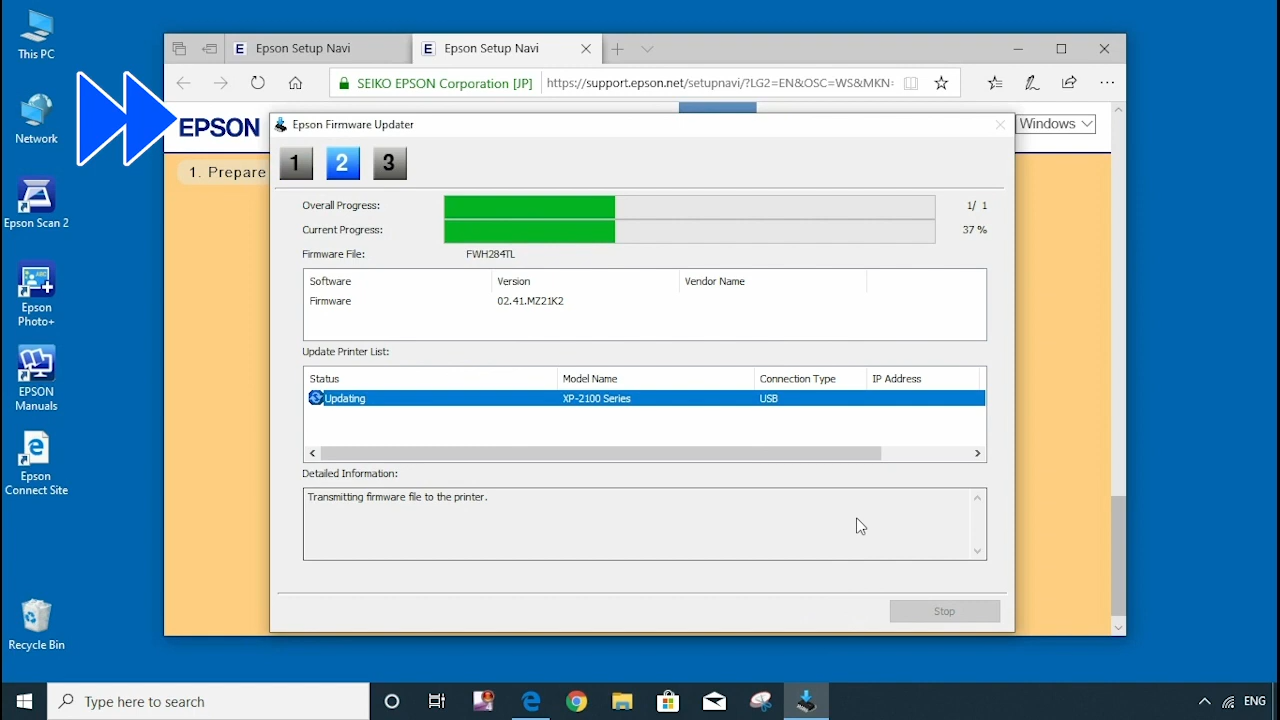 This PC
Network
Epson Scan 2
Epson
Photo+
EPSON
Manuals
Epson
Connect Site
Recycle Bin
E Epson Setup Navi
E Epson Setup Navi
SEIKO EPSON Corporation [JP]
https://support.epson.net/setupnavi/?LG2=EN&OSC=WS&MKN=
EPSON
Windows
1. Prepare
Epson Firmware Updater
1 2 3
Overall Progress: 1/ 1
Current Progress: 37 %
Firmware File: FWH284TL
Software Version Vendor Name
Firmware 02.41.MZ21K2
Update Printer List:
Status Model Name Connection Type IP Address
Updating XP-2100 Series USB
Detailed Information:
Transmitting firmware file to the printer.
Stop
Type here to search
ENG